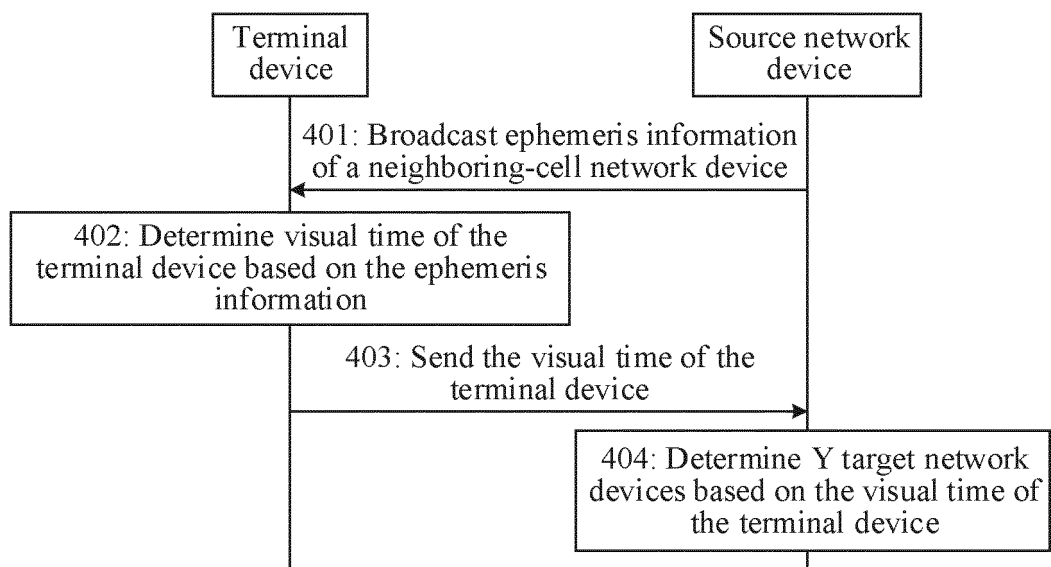 Terminal
device
Source network
device
401: Broadcast ephemeris information
of a neighboring-cell network device
402: Determine visual time of the
terminal device based on the ephemeris
information
403: Send the visual time of the
terminal device
404: Determine Y target network
devices based on the visual time of
the terminal device